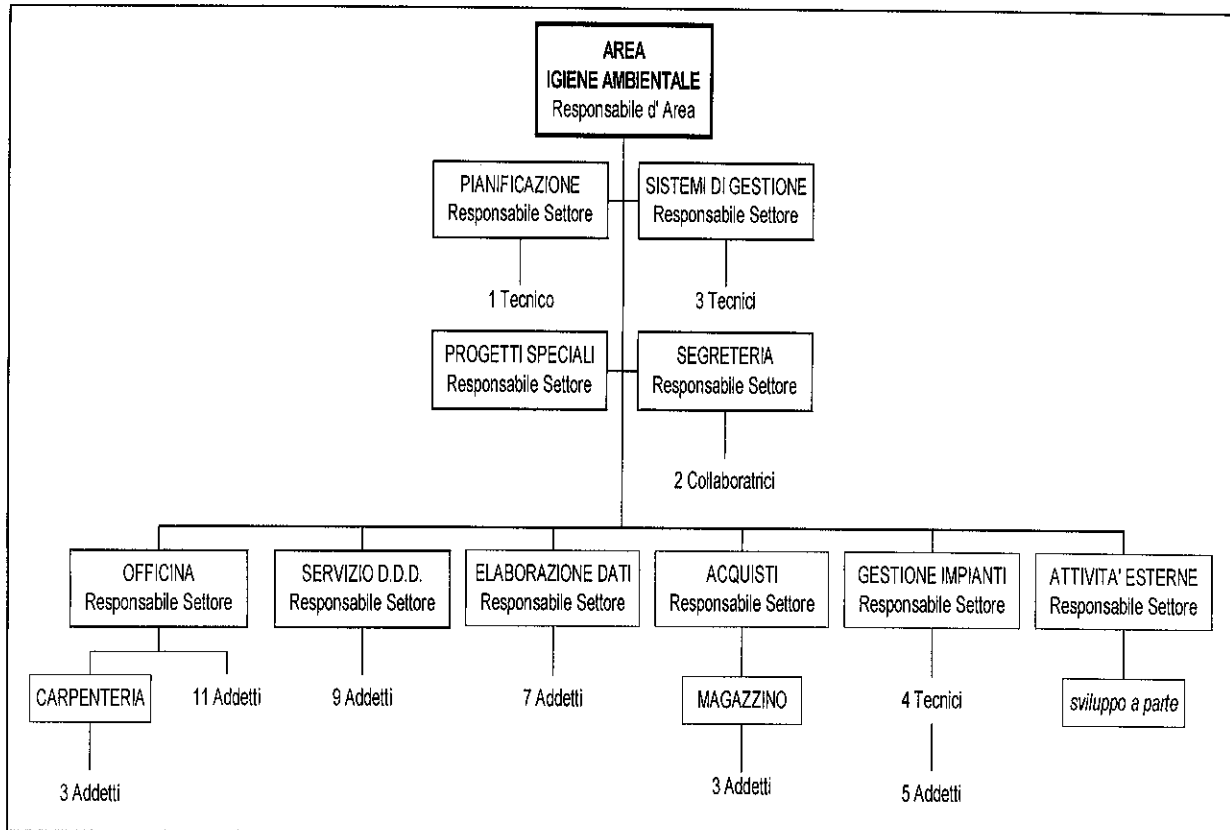 AREA
IGIENE AMBIENTALE
Responsabile d' Area
PIANIFICAZIONE
Responsabile Settore
SISTEMI DI GESTIONE
Responsabile Settore
1 Tecnico
3 Tecnici
PROGETTI SPECIALI
Responsabile Settore
SEGRETERIA
Responsabile Settore
2 Collaboratrici
OFFICINA
Responsabile Settore
SERVIZIO D.D.D.
Responsabile Settore
ELABORAZIONE DATI
Responsabile Settore
ACQUISTI
Responsabile Settore
GESTIONE IMPIANTI
Responsabile Settore
ATTIVITA' ESTERNE
Responsabile Settore
CARPENTERIA
11 Addetti
9 Addetti
7 Addetti
MAGAZZINO
4 Tecnici
sviluppo a parte
3 Addetti
3 Addetti
5 Addetti